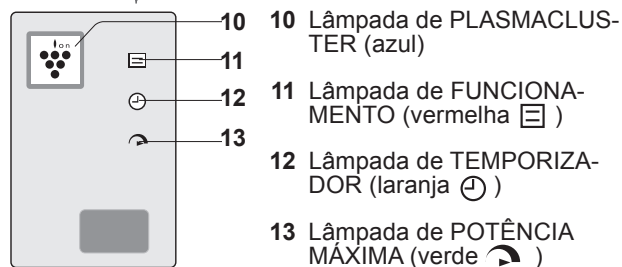 Ion
10
11
12
13
10 Lâmpada de PLASMACLUS-
TER (azul)
11 Lâmpada de FUNCIONA-
MENTO (vermelha )
12 Lâmpada de TEMPORIZA-
DOR (laranja )
13 Lâmpada de POTÊNCIA
MÁXIMA (verde )